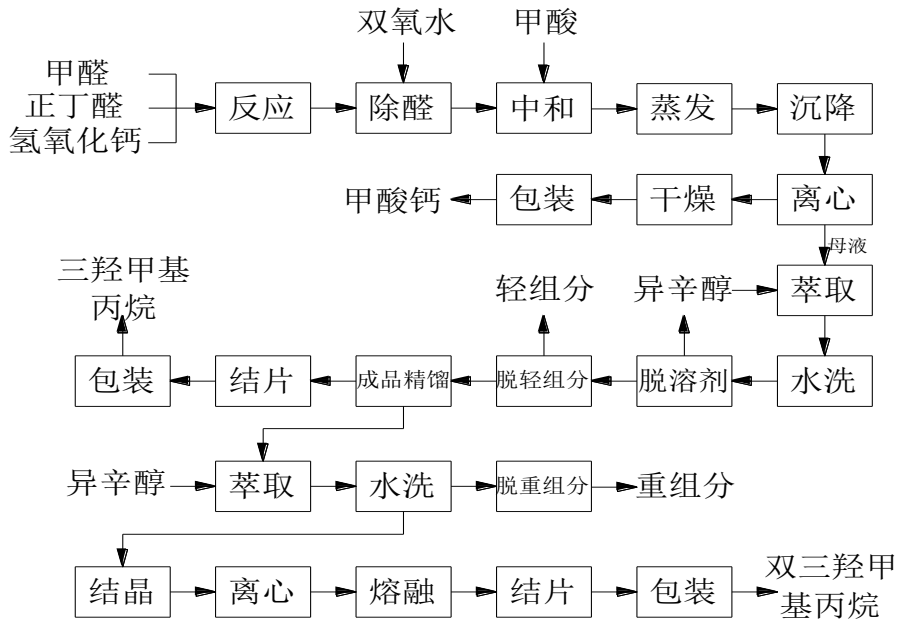 双氧水
甲酸
甲醛
正丁醛
氢氧化钙
反应
除醛
中和
蒸发
沉降
甲酸钙
包装
干燥
离心
母液
三羟甲基
丙烷
轻组分
异辛醇
萃取
包装
结片
成品精馏
脱轻组分
脱溶剂
水洗
异辛醇
萃取
水洗
脱重组分
重组分
结晶
离心
熔融
结片
包装
双三羟甲
基丙烷